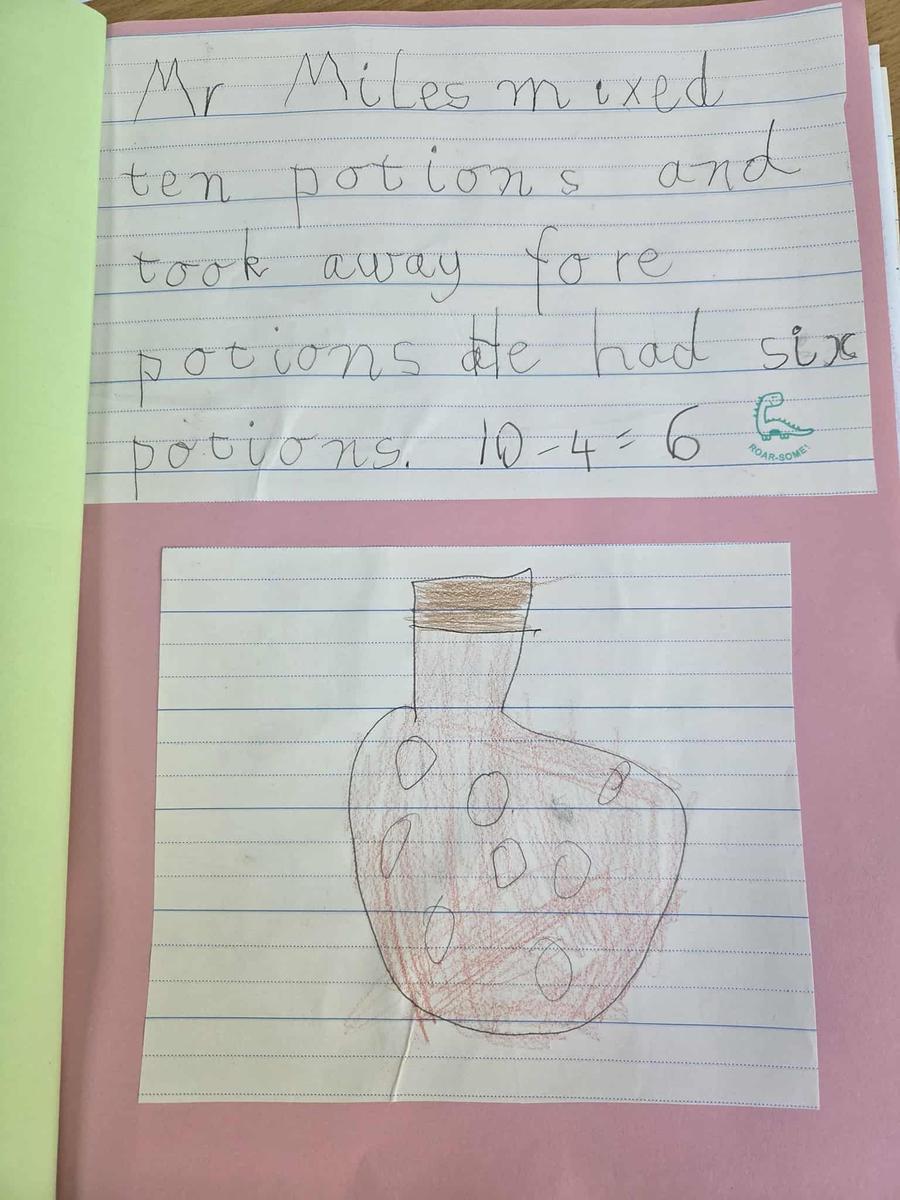 Mr Miles mixed
ten potions and
took away fore
potions He had six
potions. 10-4=6
ROAR-SOME!